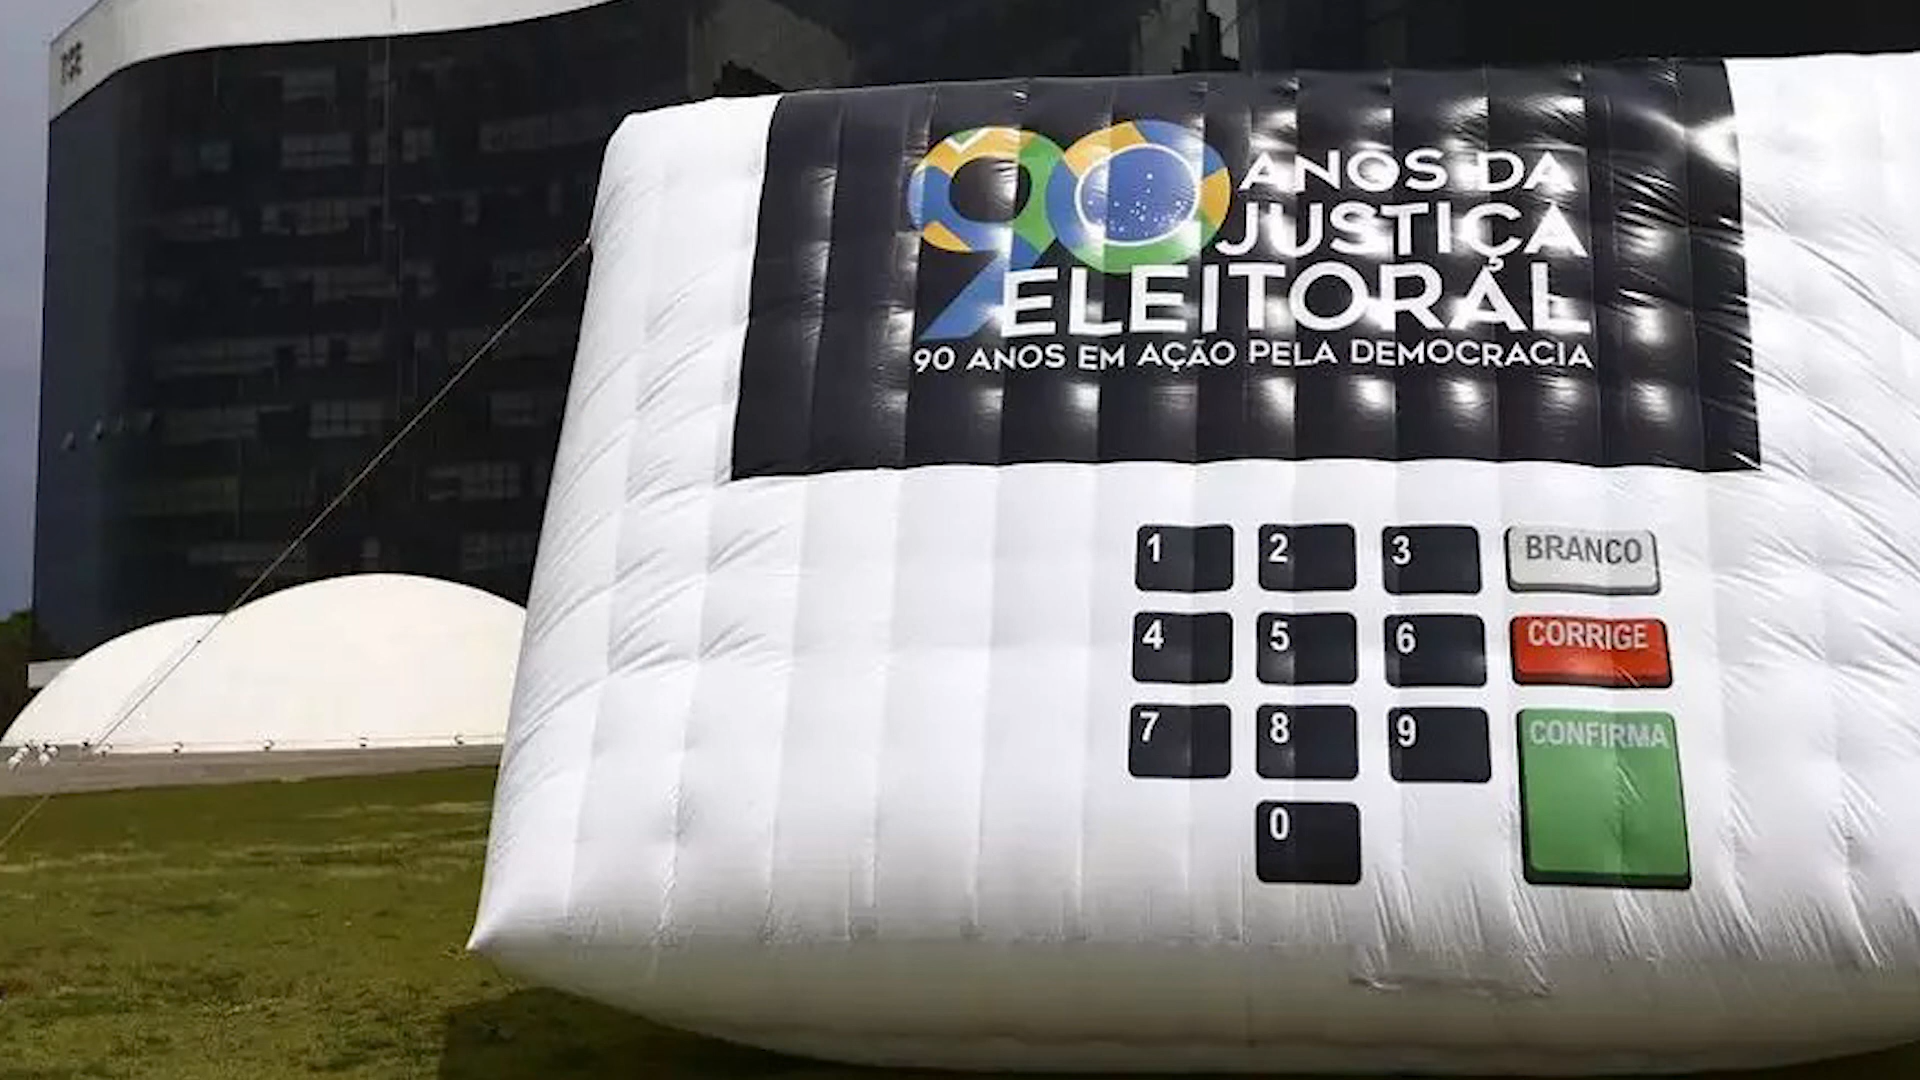 TSE
90 ANOS DA
JUSTIÇA
ELEITORAL
90 ANOS EM AÇÃO PELA DEMOCRACIA
1 2 3 BRANCO
4 5 6 CORRIGE
7 8 9 CONFIRMA
0